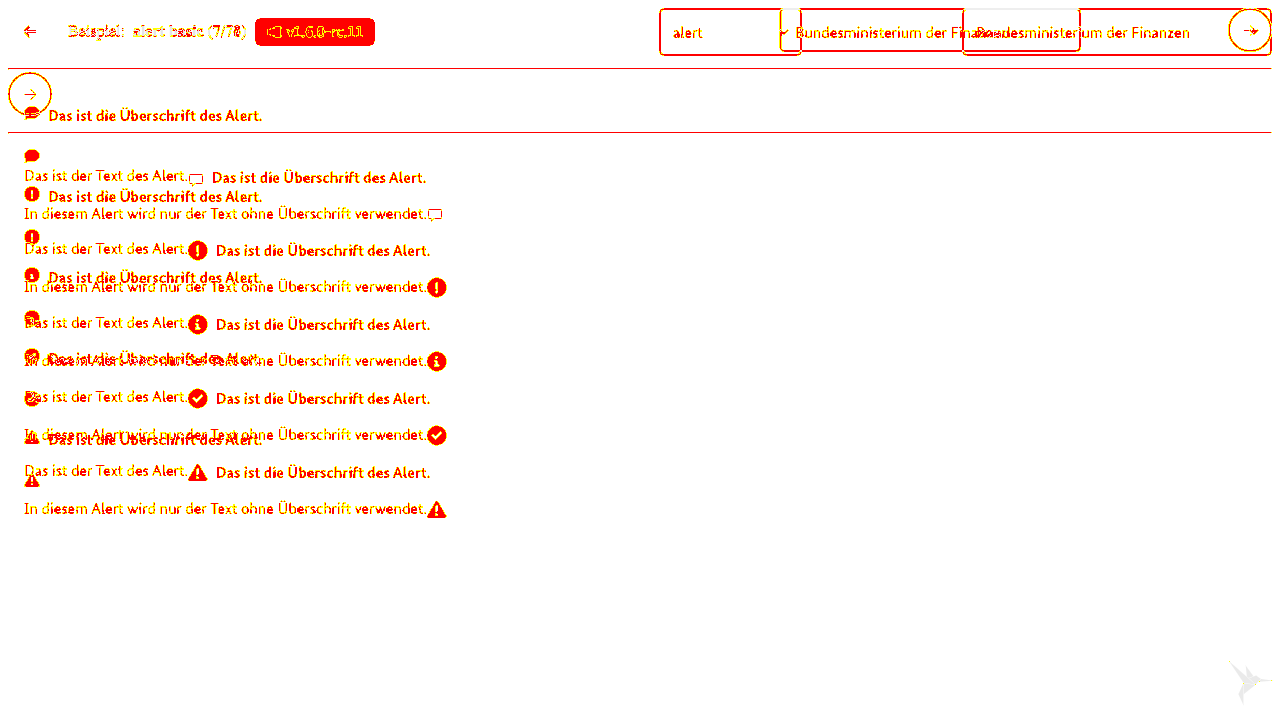 Beispiel: alert basic (7/78) v1.6.0-rc.11 alert Bundesministerium der Finanzen Bundesministerium der Finanzen
Das ist die Überschrift des Alert.
Das ist der Text des Alert. Das ist die Überschrift des Alert.
Das ist die Überschrift des Alert.
In diesem Alert wird nur der Text ohne Überschrift verwendet.
Das ist der Text des Alert. Das ist die Überschrift des Alert.
Das ist die Überschrift des Alert.
In diesem Alert wird nur der Text ohne Überschrift verwendet.
Das ist der Text des Alert. Das ist die Überschrift des Alert.
Das ist die Überschrift des Alert.
In diesem Alert wird nur der Text ohne Überschrift verwendet.
Das ist der Text des Alert. Das ist die Überschrift des Alert.
In diesem Alert wird nur der Text ohne Überschrift verwendet.
Das ist die Überschrift des Alert.
Das ist der Text des Alert. Das ist die Überschrift des Alert.
In diesem Alert wird nur der Text ohne Überschrift verwendet.